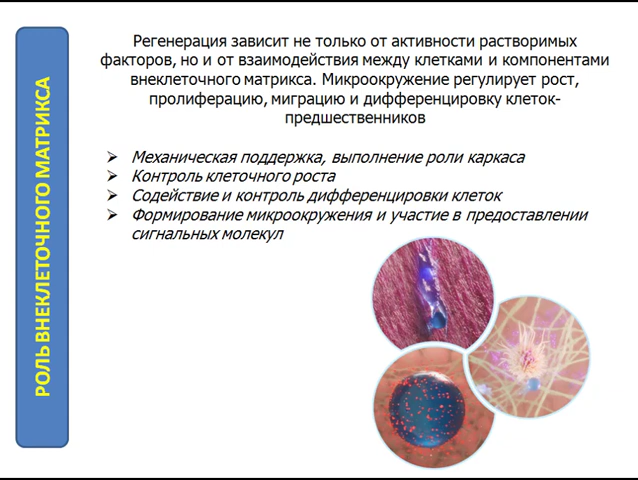 РОЛЬ ВНЕКЛЕТОЧНОГО МАТРИКСА
Регенерация зависит не только от активности растворимых
факторов, но и от взаимодействия между клетками и компонентами
внеклеточного матрикса. Микроокружение регулирует рост,
пролиферацию, миграцию и дифференцировку клеток-
предшественников
➢ Механическая поддержка, выполнение роли каркаса
➢ Контроль клеточного роста
➢ Содействие и контроль дифференцировки клеток
➢ Формирование микроокружения и участие в предоставлении
сигнальных молекул